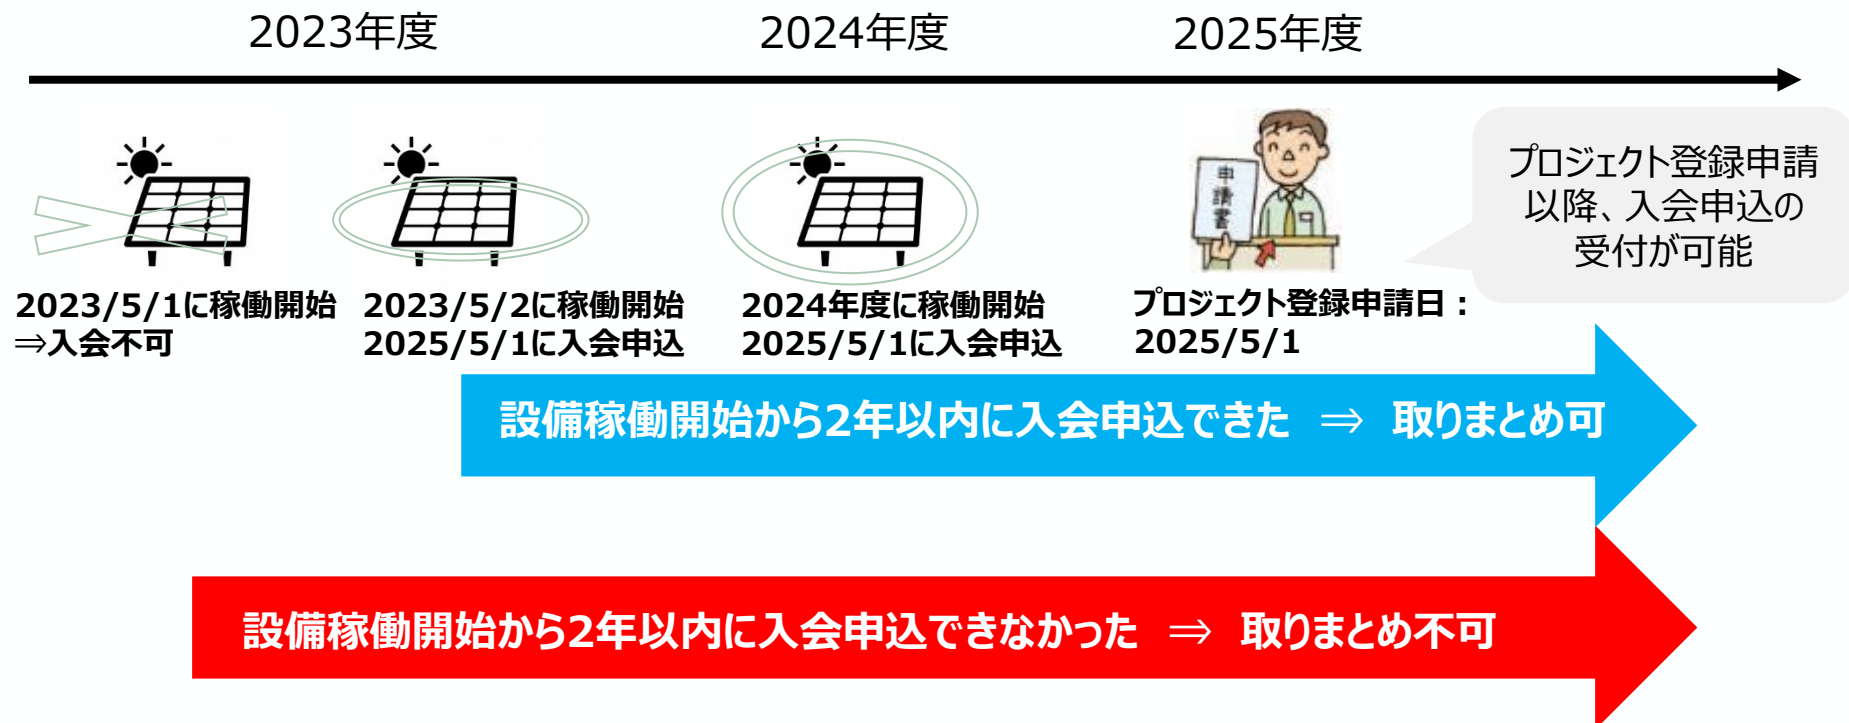 2023年度
2024年度
2025年度
2023/5/1に稼働開始
⇒入会不可
2023/5/2に稼働開始
2025/5/1に入会申込
2024年度に稼働開始
2025/5/1に入会申込
申請書
プロジェクト登録申請日：
2025/5/1
プロジェクト登録申請
以降、入会申込の
受付が可能
設備稼働開始から2年以内に入会申込できた ⇒ 取りまとめ可
設備稼働開始から2年以内に入会申込できなかった ⇒ 取りまとめ不可